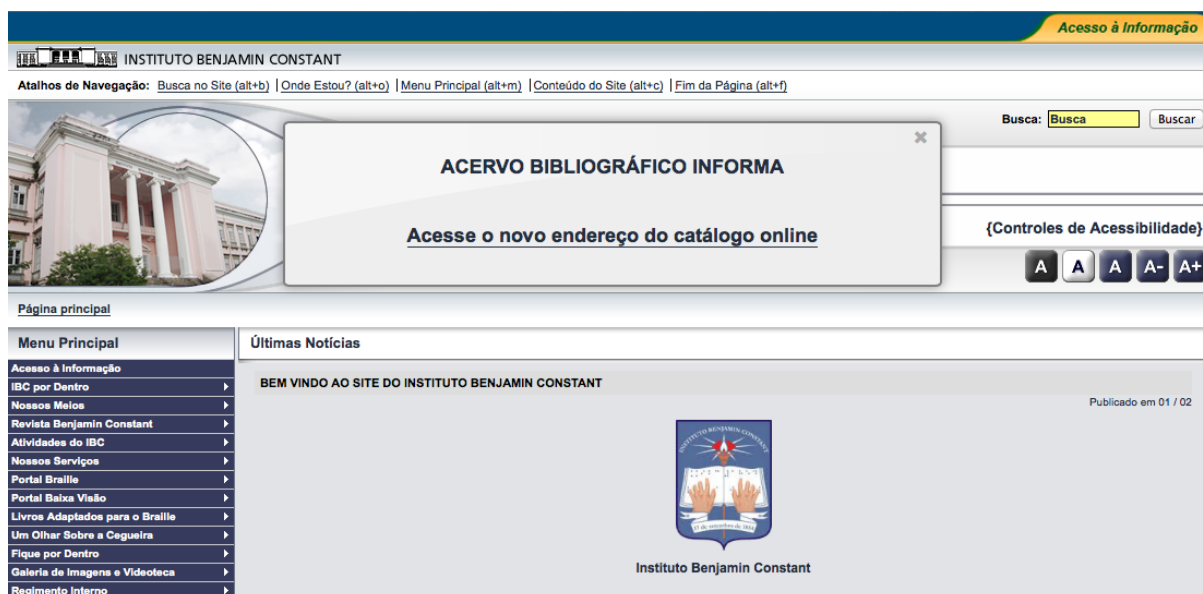 Acesso à Informação
INSTITUTO BENJAMIN CONSTANT
Atalhos de Navegação: Busca no Site (alt+b) | Onde Estou? (alt+o) | Menu Principal (alt+m) | Conteúdo do Site (alt+c) | Fim da Página (alt+f)
Busca: Busca Buscar
ACERVO BIBLIOGRÁFICO INFORMA
Acesse o novo endereço do catálogo online
{Controles de Acessibilidade}
A A A A- A+
Página principal
Menu Principal
Acesso à Informação
IBC por Dentro
Nossos Meios
Revista Benjamin Constant
Atividades do IBC
Nossos Serviços
Portal Braille
Portal Baixa Visão
Livros Adaptados para o Braille
Um Olhar Sobre a Cegueira
Fique por Dentro
Galeria de Imagens e Videoteca
Regimento Interno
Últimas Notícias
BEM VINDO AO SITE DO INSTITUTO BENJAMIN CONSTANT
Publicado em 01 / 02
INSTITUTO BENJAMIN CONSTANT
17 de setembro de 1854
Instituto Benjamin Constant